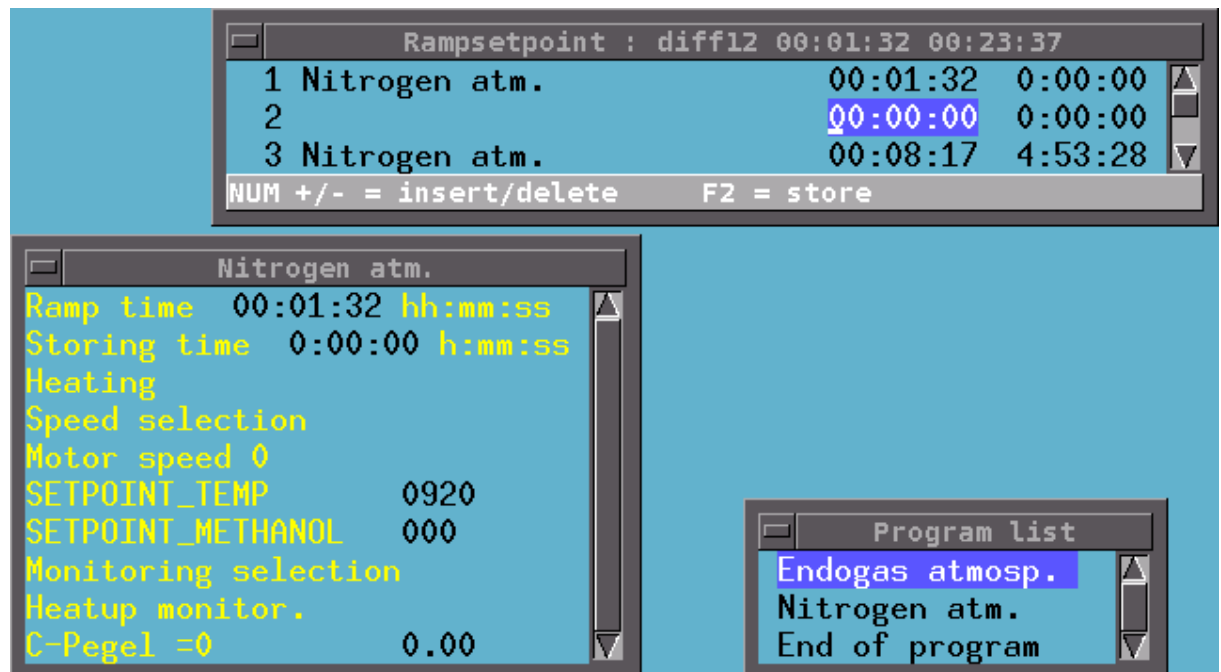 Rampsetpoint : diff12 00:01:32 00:23:37
1 Nitrogen atm. 00:01:32 0:00:00
2 00:00:00 0:00:00
3 Nitrogen atm. 00:08:17 4:53:28
NUM +/- = insert/delete F2 = store
Nitrogen atm.
Ramp time 00:01:32 hh:mm:ss
Storing time 0:00:00 h:mm:ss
Heating
Speed selection
Motor speed 0
SETPOINT_TEMP 0920
SETPOINT_METHANOL 000
Monitoring selection
Heatup monitor.
C-Pegel =0 0.00
Program list
Endogas atmosp.
Nitrogen atm.
End of program